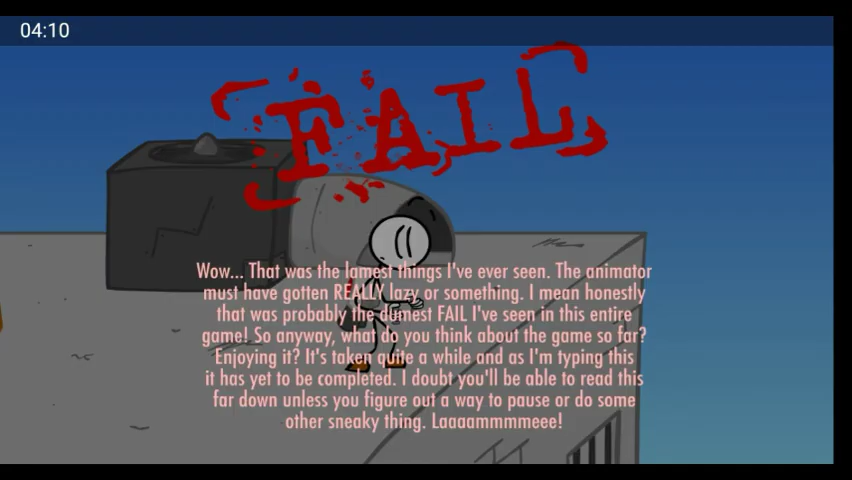 04:10
FAIL
Wow... That was the lamest things I've ever seen. The animator
must have gotten REALLY lazy or something. I mean honestly
that was probably the dumest FAIL I've seen in this entire
game! So anyway, what do you think about the game so far?
Enjoying it? It's taken quite a while and as I'm typing this
it has yet to be completed. I doubt you'll be able to read this
far down unless you figure out a way to pause or do some
other sneaky thing. Laaaammmmeee!